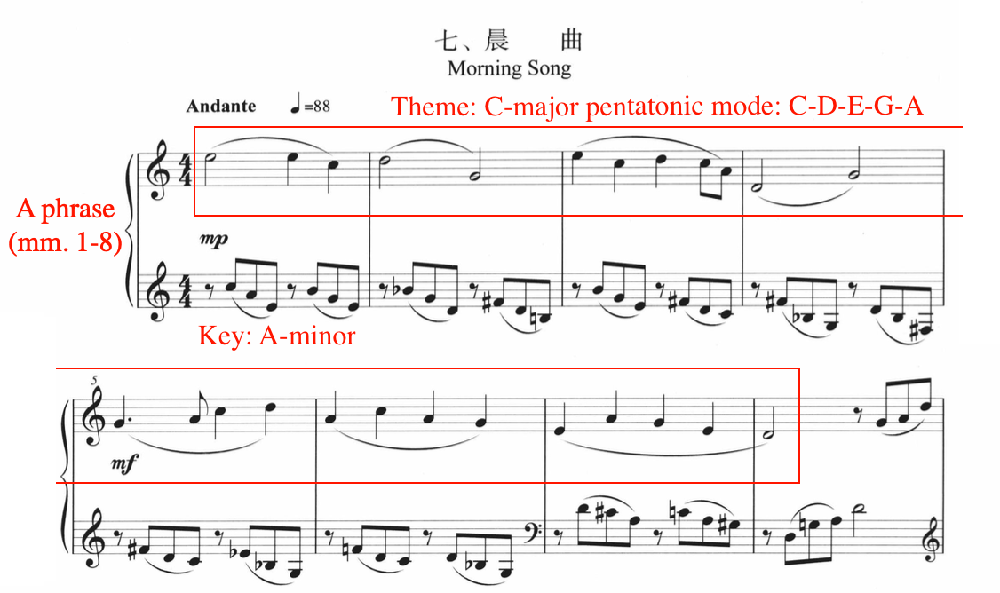 七、晨 曲
Morning Song
Andante ♩=88
Theme: C-major pentatonic mode: C-D-E-G-A
A phrase
(mm. 1-8)
mp
Key: A-minor
5
mf